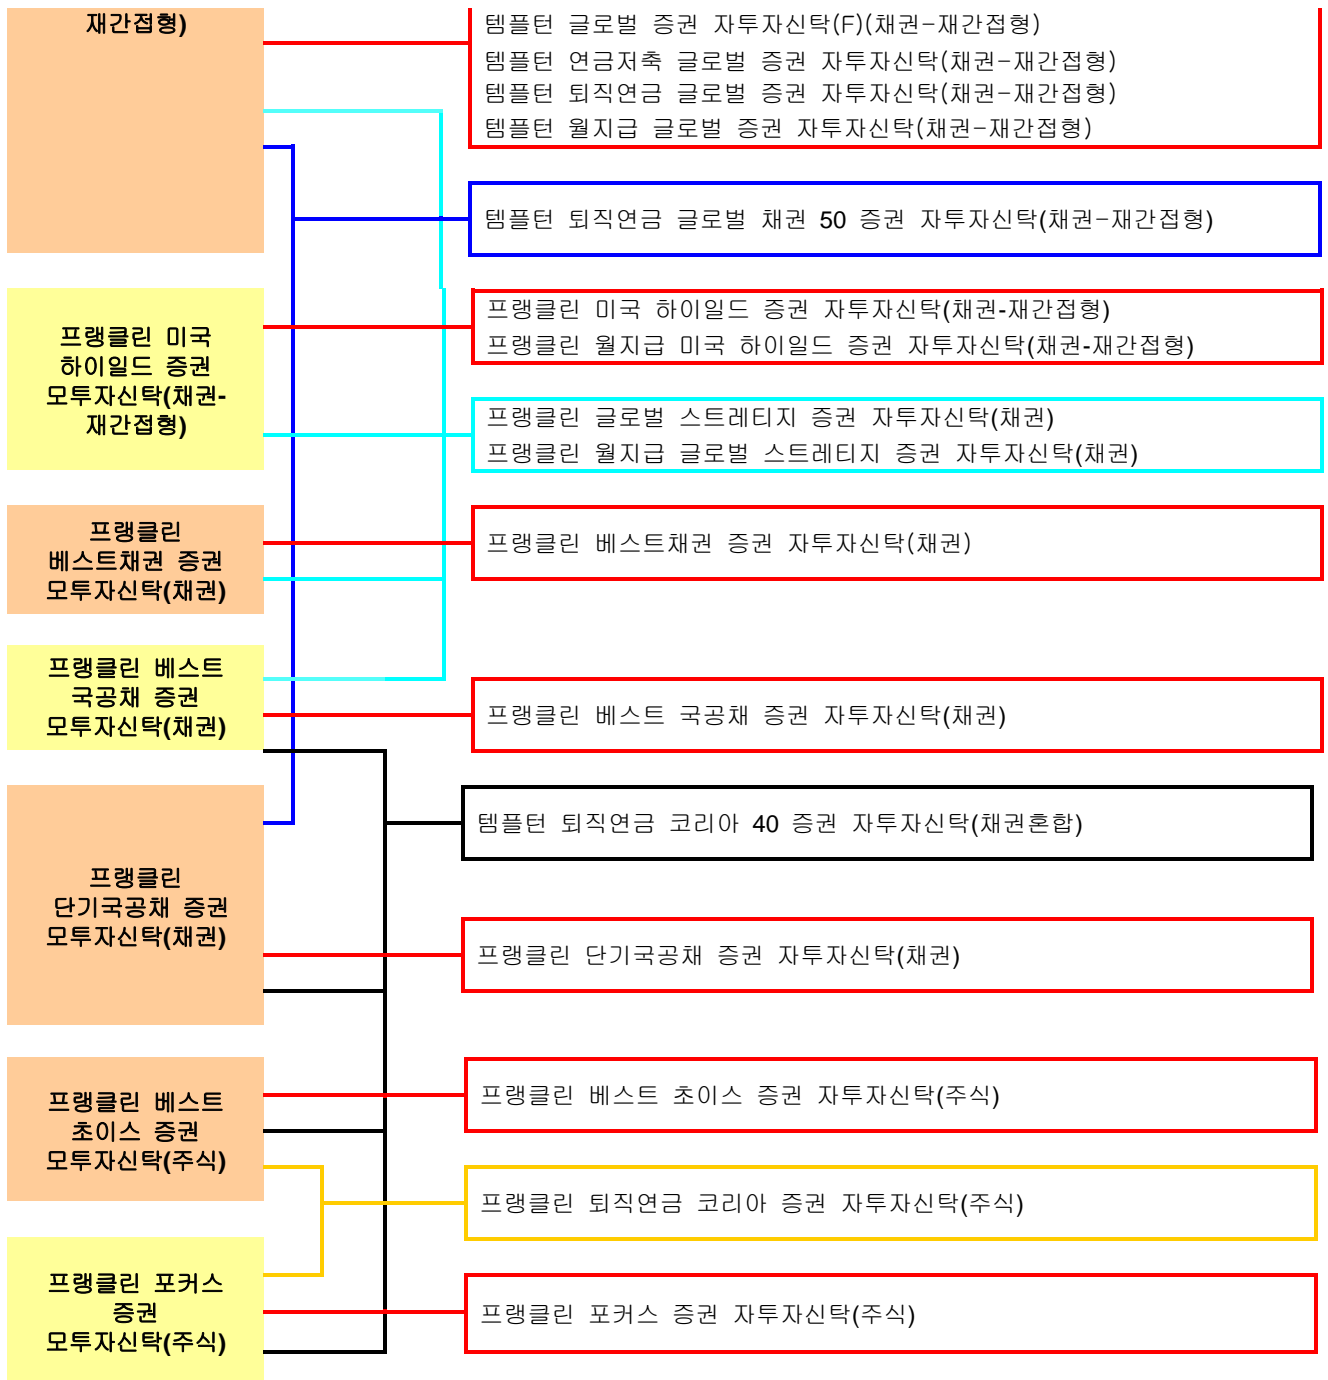 재간접형)
템플턴 글로벌 증권 자투자신탁(F)(채권-재간접형)
템플턴 연금저축 글로벌 증권 자투자신탁(채권-재간접형)
템플턴 퇴직연금 글로벌 증권 자투자신탁(채권-재간접형)
템플턴 월지급 글로벌 증권 자투자신탁(채권-재간접형)
템플턴 퇴직연금 글로벌 채권 50 증권 자투자신탁(채권-재간접형)
프랭클린 미국
하이일드 증권
모투자신탁(채권-
재간접형)
프랭클린 미국 하이일드 증권 자투자신탁(채권-재간접형)
프랭클린 월지급 미국 하이일드 증권 자투자신탁(채권-재간접형)
프랭클린 글로벌 스트레티지 증권 자투자신탁(채권)
프랭클린 월지급 글로벌 스트레티지 증권 자투자신탁(채권)
프랭클린
베스트채권 증권
모투자신탁(채권)
프랭클린 베스트채권 증권 자투자신탁(채권)
프랭클린 베스트
국공채 증권
모투자신탁(채권)
프랭클린 베스트 국공채 증권 자투자신탁(채권)
템플턴 퇴직연금 코리아 40 증권 자투자신탁(채권혼합)
프랭클린
단기국공채 증권
모투자신탁(채권)
프랭클린 단기국공채 증권 자투자신탁(채권)
프랭클린 베스트
초이스 증권
모투자신탁(주식)
프랭클린 베스트 초이스 증권 자투자신탁(주식)
프랭클린 퇴직연금 코리아 증권 자투자신탁(주식)
프랭클린 포커스
증권
모투자신탁(주식)
프랭클린 포커스 증권 자투자신탁(주식)